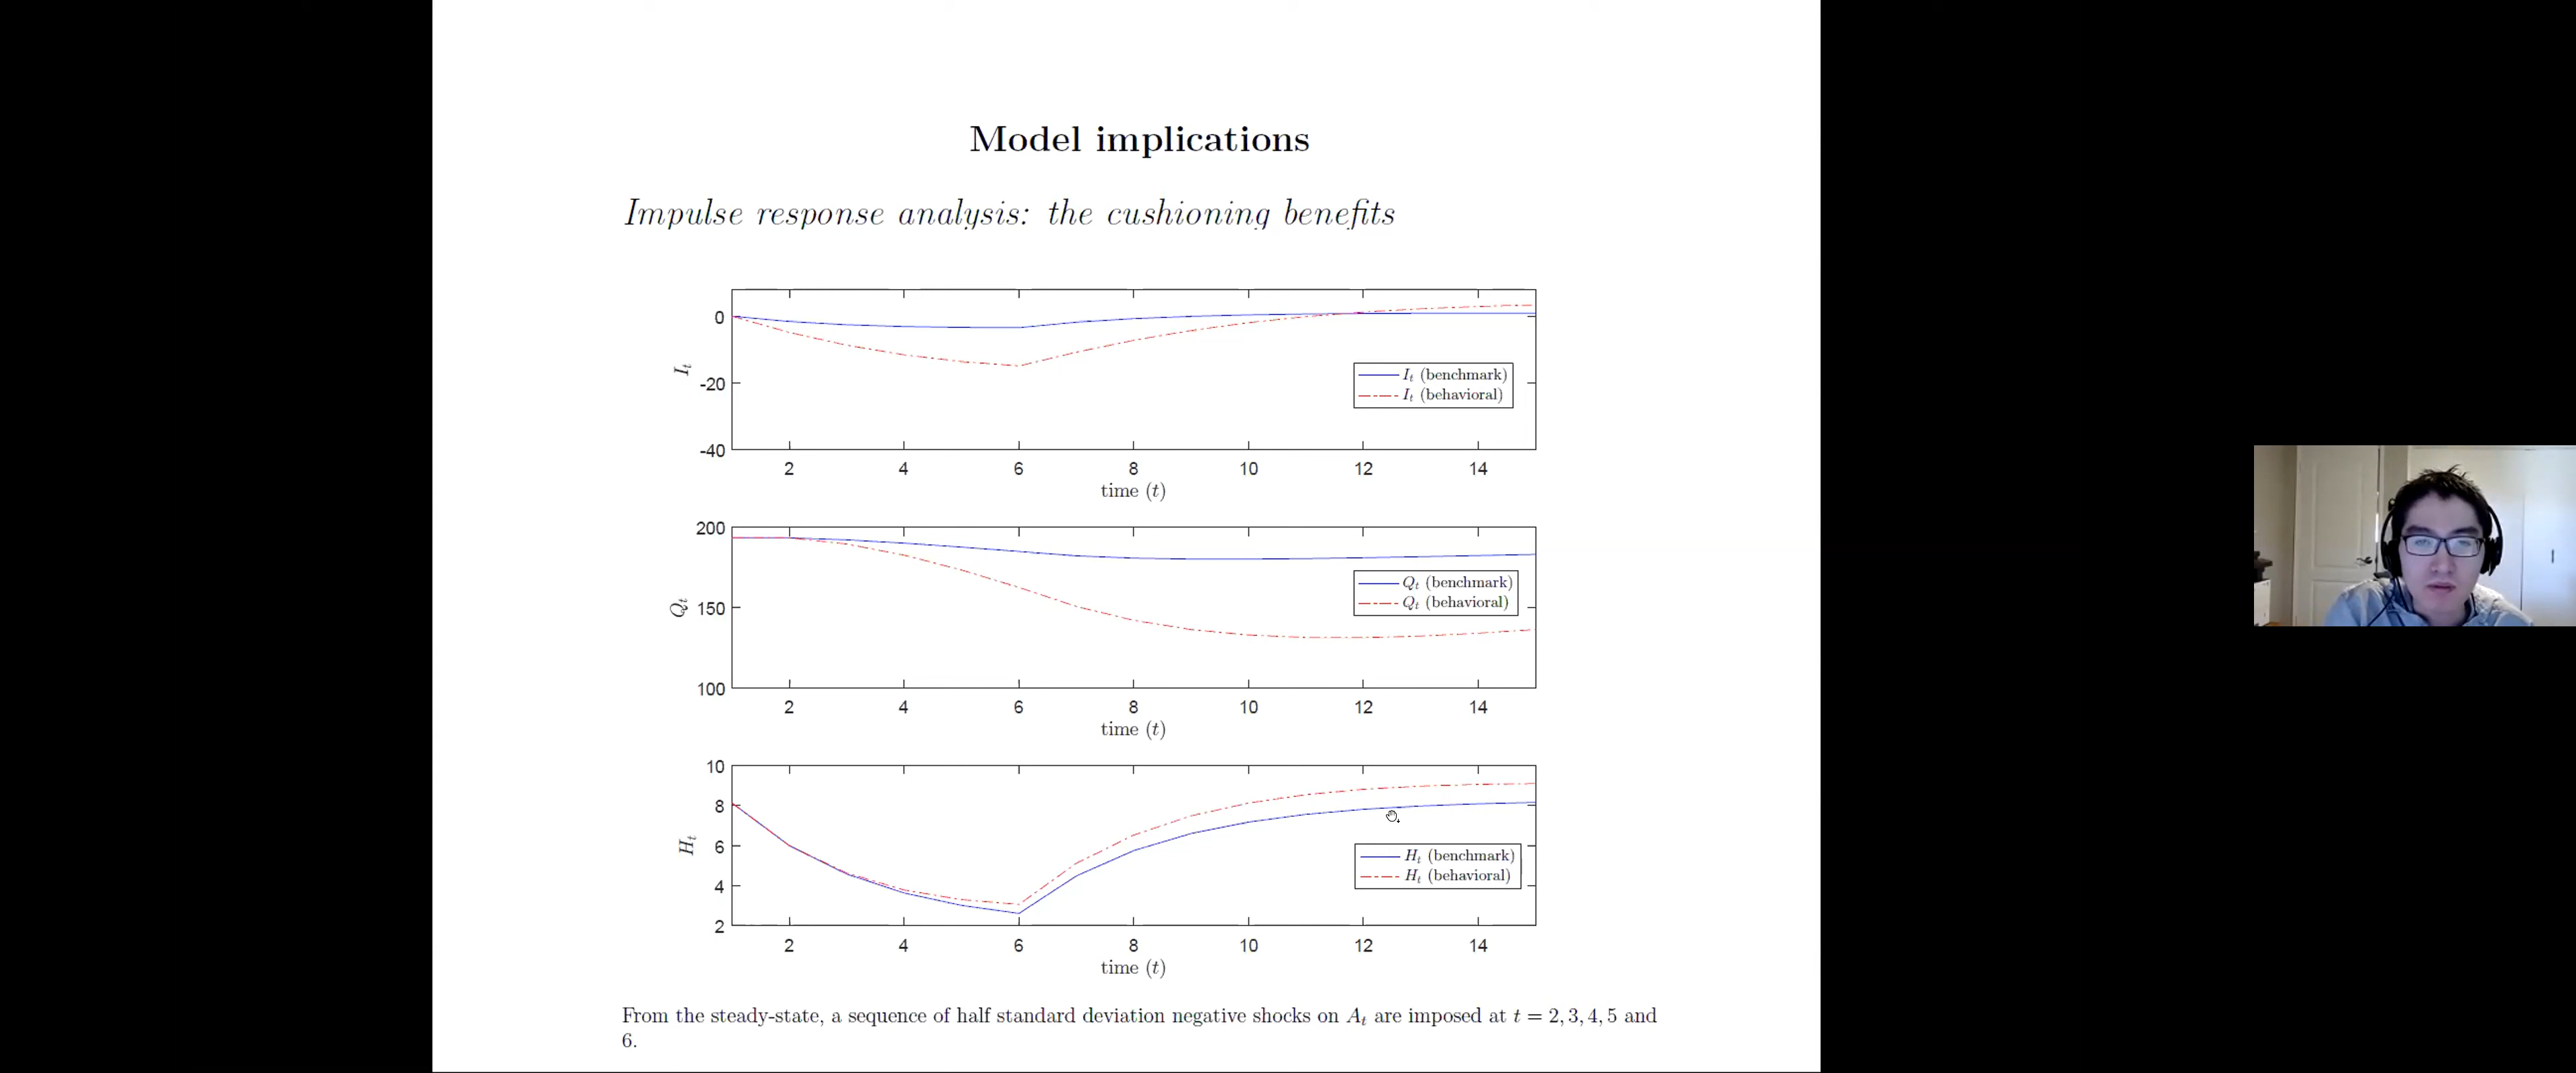 Model implications
Impulse response analysis: the cushioning benefits
0
-20
-40
I_t
2 4 6 8 10 12 14
time (t)
I_t (benchmark)
I_t (behavioral)
200
150
100
Q_t
2 4 6 8 10 12 14
time (t)
Q_t (benchmark)
Q_t (behavioral)
10
8
6
4
2
H_t
2 4 6 8 10 12 14
time (t)
H_t (benchmark)
H_t (behavioral)
From the steady-state, a sequence of half standard deviation negative shocks on A_t are imposed at t = 2, 3, 4, 5 and
6.